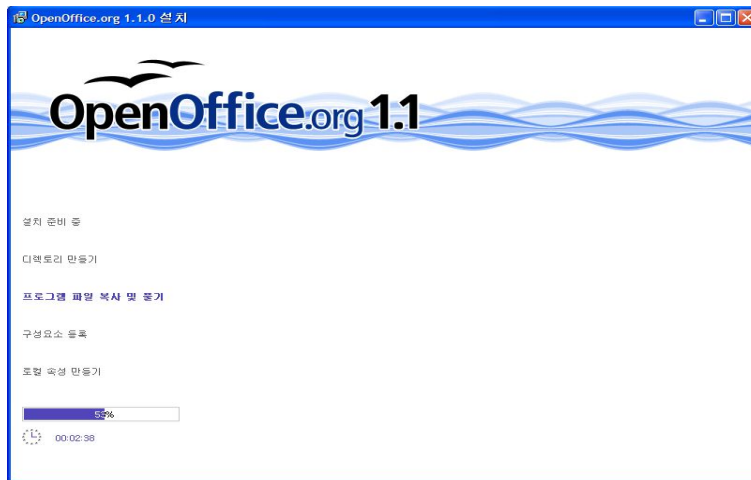 OpenOffice.org 1.1.0 설치
OpenOffice.org 1.1
설치 준비 중
디렉토리 만들기
프로그램 파일 복사 및 풍기
구성요소 등록
로컬 속성 만들기
00:02:38